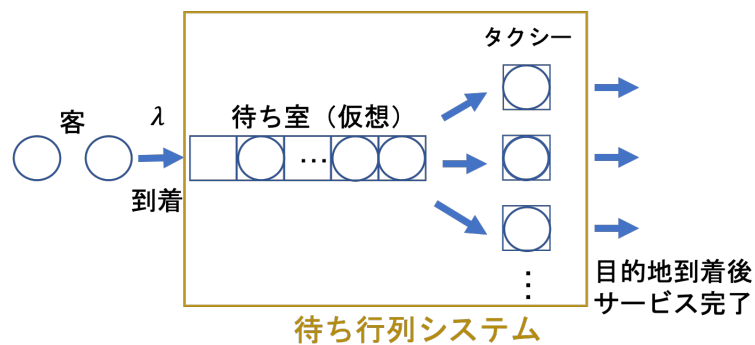 タクシー
客
λ
待ち室（仮想）
…
到着
⋮
目的地到着後
サービス完了
待ち行列システム